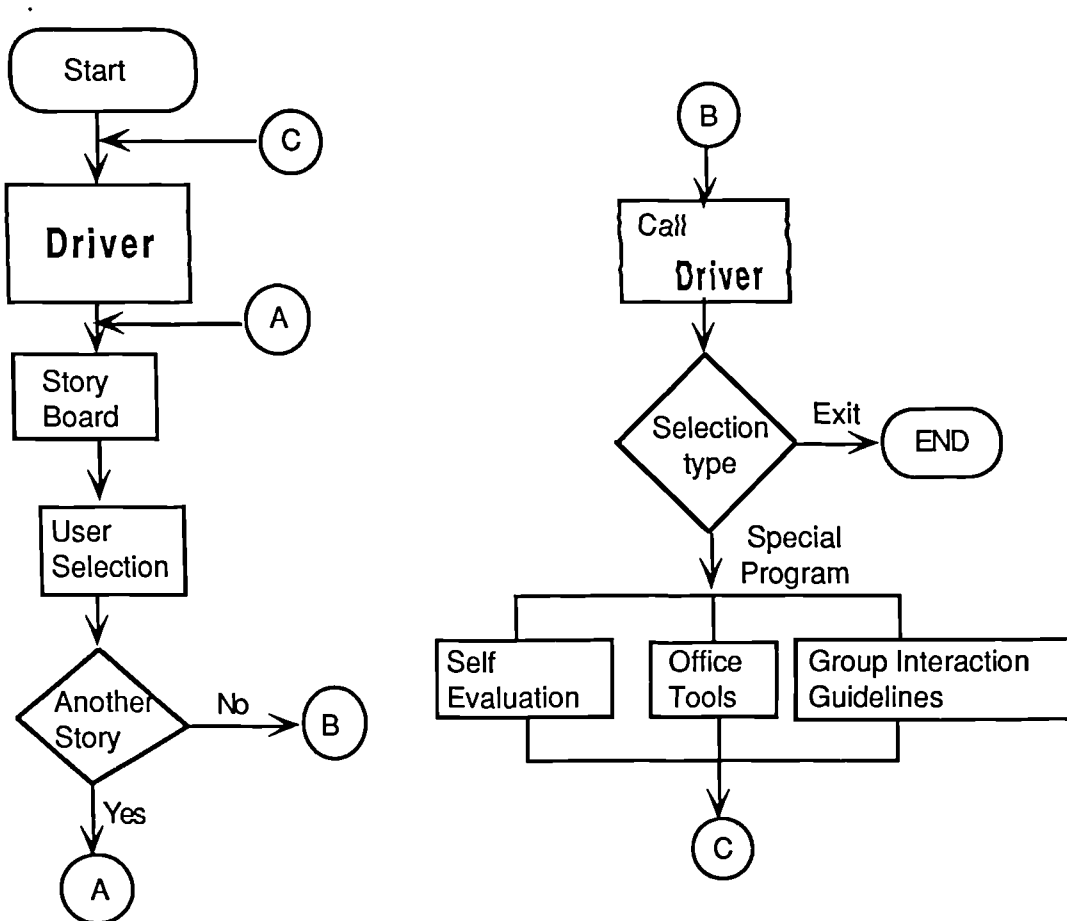 Start
C
Driver
A
Story
Board
User
Selection
Another
Story
No
B
Yes
A
B
Call
Driver
Selection
type
Exit
END
Special
Program
Self
Evaluation
Office
Tools
Group Interaction
Guidelines
C